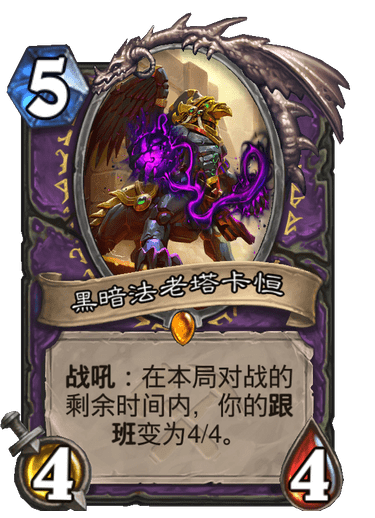 5
黑暗法老塔卡恒
战吼：在本局对战的
剩余时间内，你的跟
班变为4/4。
4
4